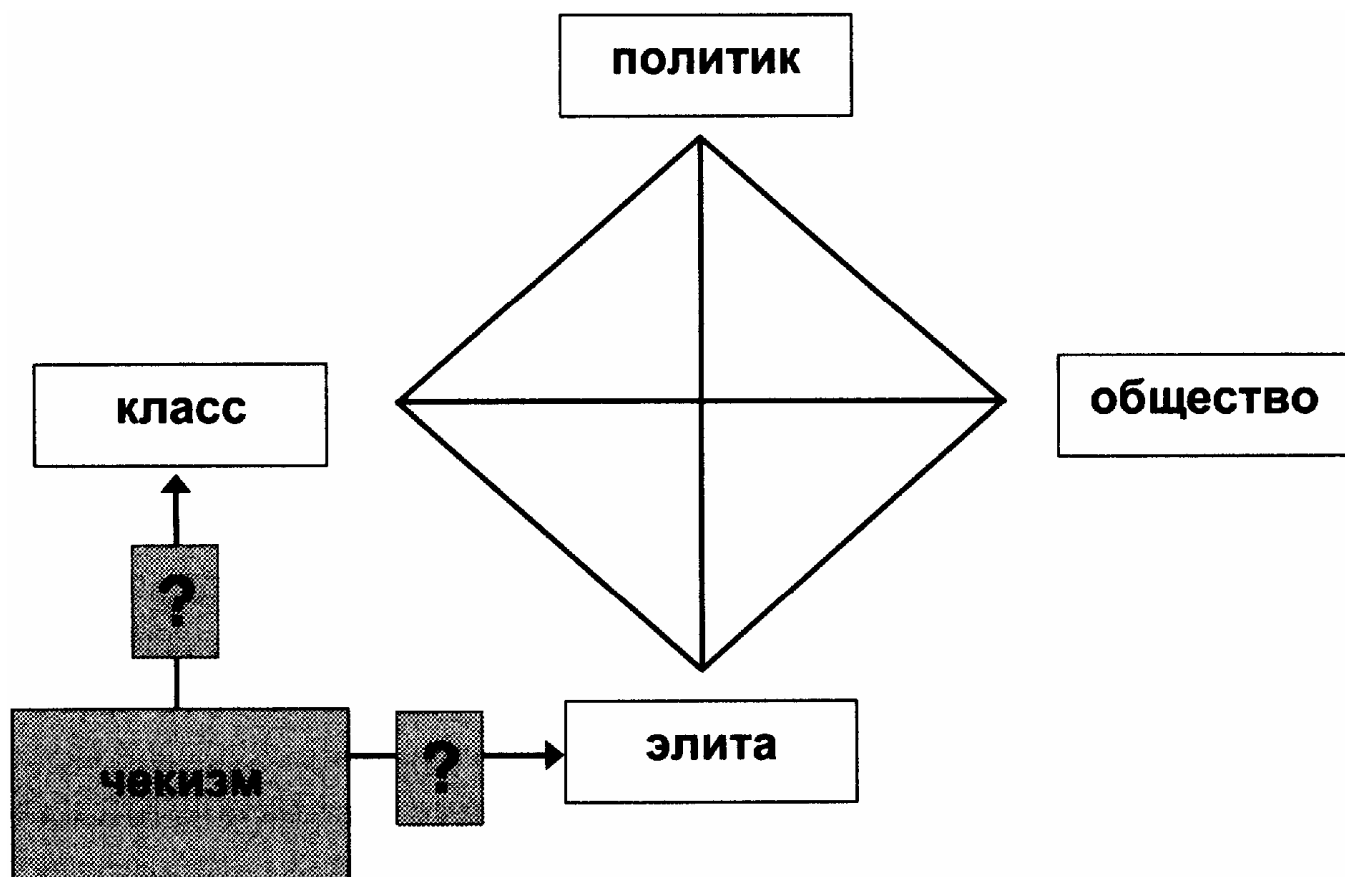 политик
класс
общество
?
чекизм
?
элита